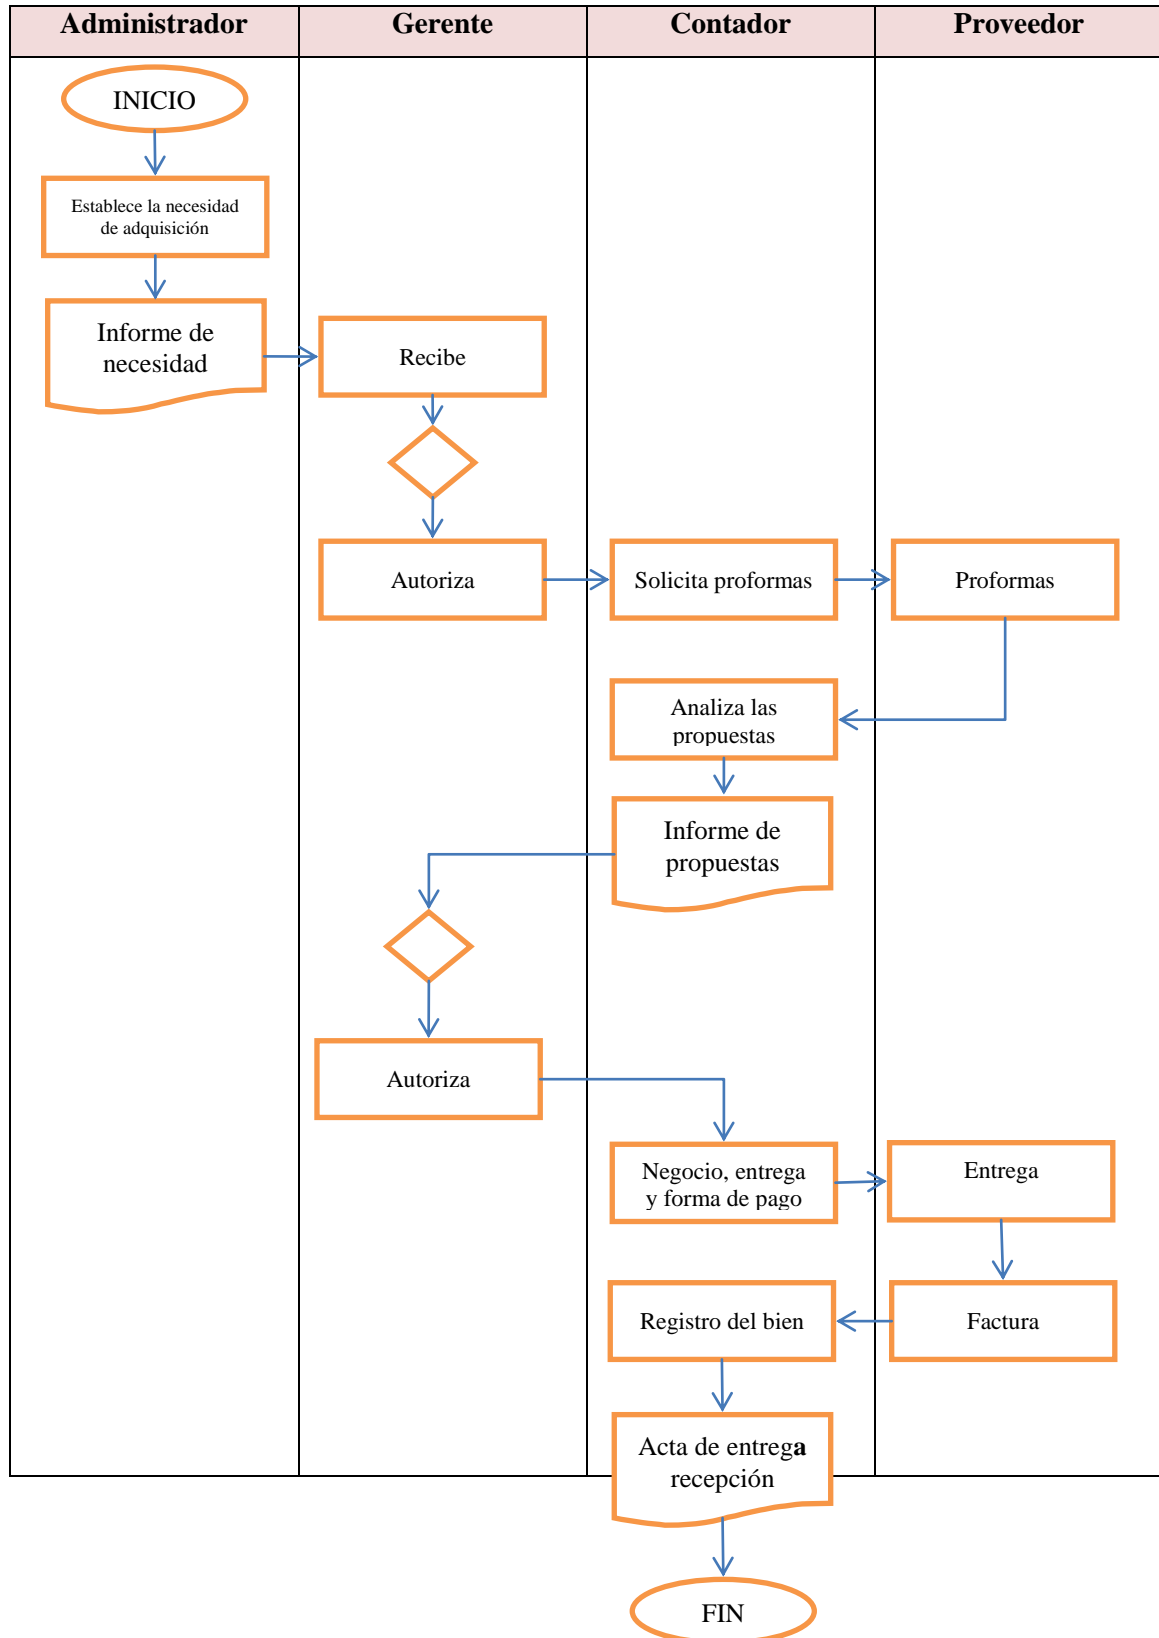 Administrador
Gerente
Contador
Proveedor
INICIO
Establece la necesidad
de adquisición
Informe de
necesidad
Recibe
Autoriza
Solicita proformas
Proformas
Analiza las
propuestas
Informe de
propuestas
Autoriza
Negocio, entrega
y forma de pago
Entrega
Registro del bien
Factura
Acta de entrega
recepción
FIN